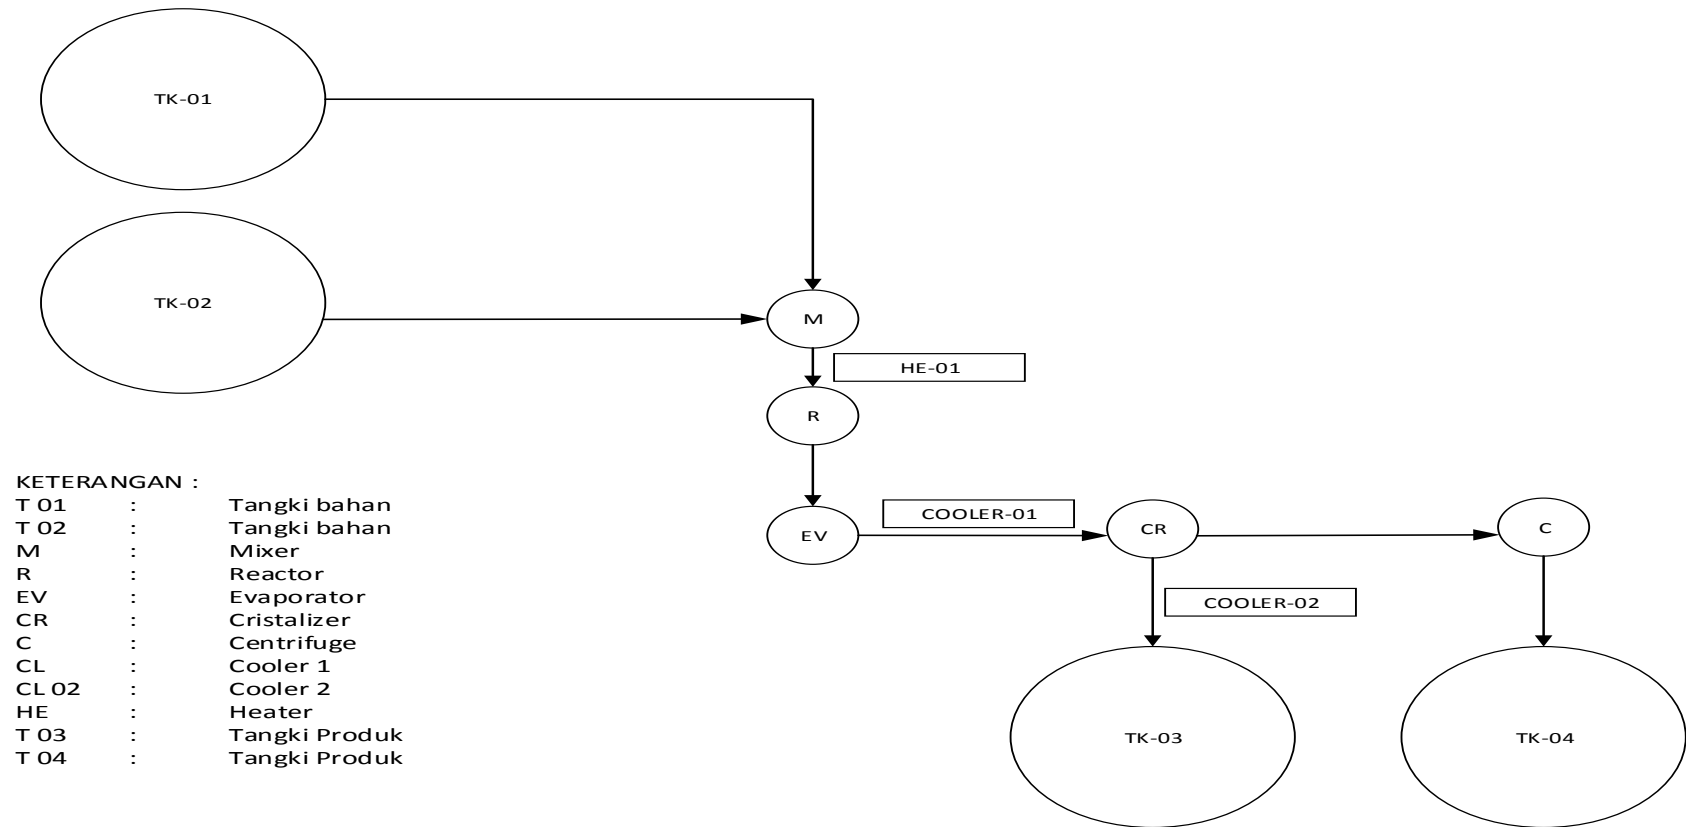 TK-01
TK-02
M
HE-01
R
COOLER-01
EV
CR
C
COOLER-02
TK-03
TK-04
KETERANGAN :
T 01 : Tangki bahan
T 02 : Tangki bahan
M : Mixer
R : Reactor
EV : Evaporator
CR : Cristalizer
C : Centrifuge
CL : Cooler 1
CL 02 : Cooler 2
HE : Heater
T 03 : Tangki Produk
T 04 : Tangki Produk